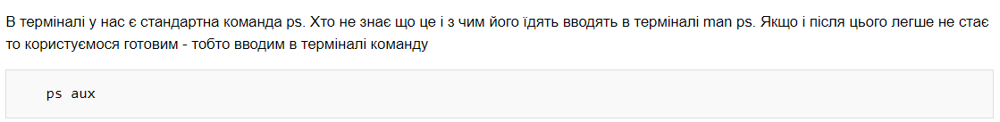 В терміналі у нас є стандартна команда ps. Хто не знає що це і з чим його їдять вводять в терміналі man ps. Якщо і після цього легше не стає
то користуємося готовим - тобто вводим в терміналі команду
ps aux